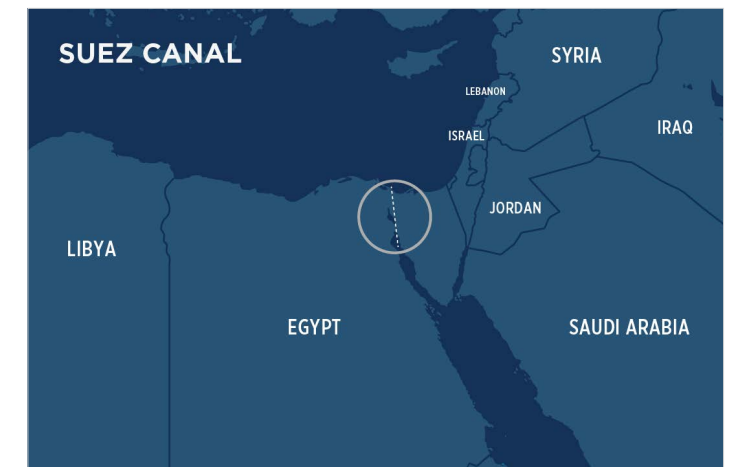 SUEZ CANAL
SYRIA
LEBANON
IRAQ
ISRAEL
JORDAN
LIBYA
EGYPT
SAUDI ARABIA